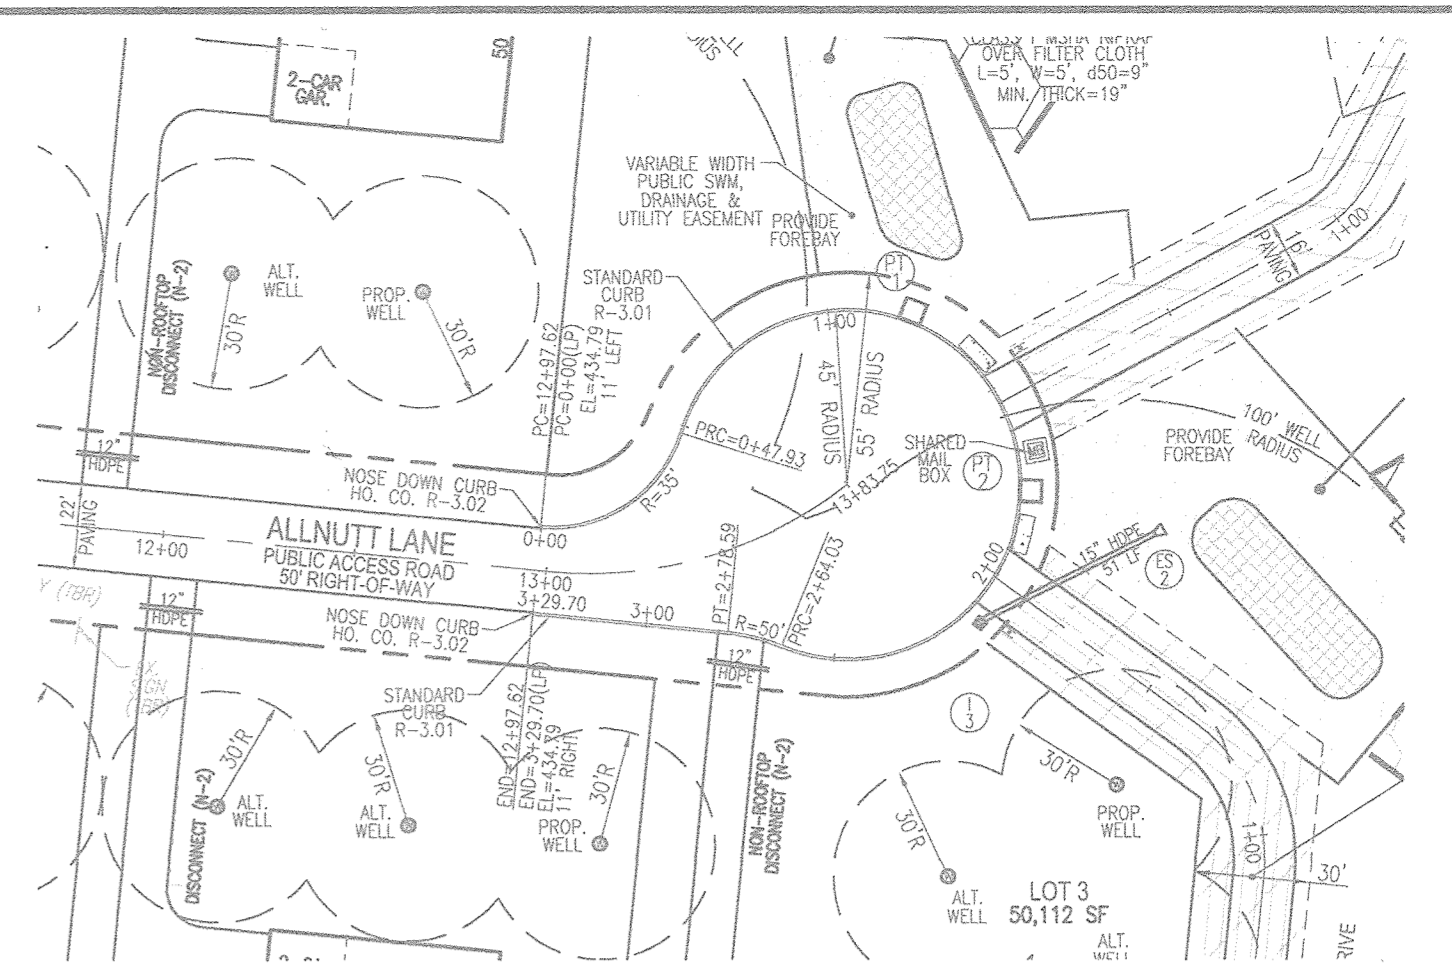 50
2-CAR
GAR.
CLASS I MSHA RIPRAP
OVER FILTER CLOTH
L=5', W=5', d50=9"
MIN. THICK=19"
VARIABLE WIDTH
PUBLIC SWM,
DRAINAGE &
UTILITY EASEMENT
PROVIDE
FOREBAY
PT
1
STANDARD
CURB
R-3.01
1+00
16'
PAVING
NON-ROOFTOP
DISCONNECT (N-2)
ALT.
WELL
30'R
PROP.
WELL
30'R
PC=12+97.62
PC=0+00(LP)
EL=434.79
11' LEFT
1+00
45' RADIUS
55' RADIUS
PRC=0+47.93
R=35'
13+83.75
SHARED
MAIL
BOX
MB
PT
2
PROVIDE
FOREBAY
100' WELL
RADIUS
12"
HDPE
NOSE DOWN CURB
HO. CO. R-3.02
22'
PAVING
12+00
ALLNUTT LANE
PUBLIC ACCESS ROAD
50' RIGHT-OF-WAY
0+00
13+00
3+29.70
3+00
PT=2+78.59
R=50'
PRC=2+64.03
2+00
15" HDPE
51 LF
ES
2
Y (TBR)
EX.
SIGN
(TBR)
12"
HDPE
NOSE DOWN CURB
HO. CO. R-3.02
12"
HDPE
STANDARD
CURB
R-3.01
END=12+97.62
END=3+29.70(LP)
EL=434.79
11' RIGHT
I
3
30'R
ALT.
WELL
DISCONNECT (N-2)
30'R
ALT.
WELL
30'R
PROP.
WELL
NON-ROOFTOP
DISCONNECT (N-2)
30'R
PROP.
WELL
30'R
ALT.
WELL
LOT 3
50,112 SF
ALT.
WELL
1+00
30'